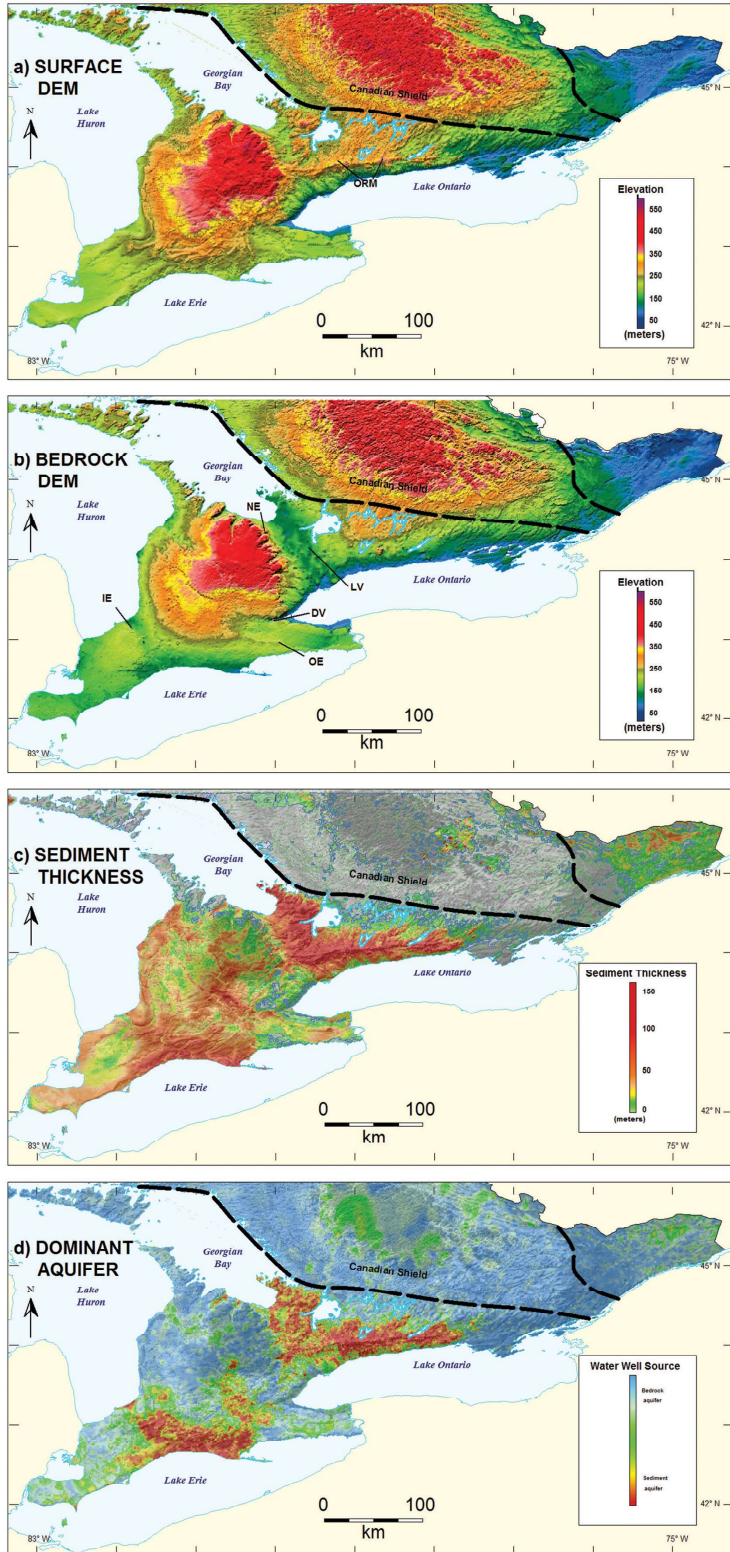 a) SURFACE
DEM
Georgian
Bay
Lake
Huron
N
Canadian Shield
45° N
ORM
Lake Ontario
Lake Erie
0 100
km
Elevation
550
450
350
250
150
50
(meters)
42° N
83° W
75° W
b) BEDROCK
DEM
Georgian
Bay
Lake
Huron
N
Canadian Shield
45° N
NE
LV
Lake Ontario
IE
DV
OE
Lake Erie
0 100
km
Elevation
550
450
350
250
160
50
(meters)
42° N
83° W
75° W
c) SEDIMENT
THICKNESS
Georgian
Bay
Lake
Huron
N
Canadian Shield
45° N
Lake Ontario
Lake Erie
0 100
km
Sediment Thickness
150
100
50
0
(meters)
42° N
83° W
75° W
d) DOMINANT
AQUIFER
Georgian
Bay
Lake
Huron
N
Canadian Shield
45° N
Lake Ontario
Lake Erie
0 100
km
Water Well Source
Bedrock
aquifer
Sediment
aquifer
42° N
83° W
75° W